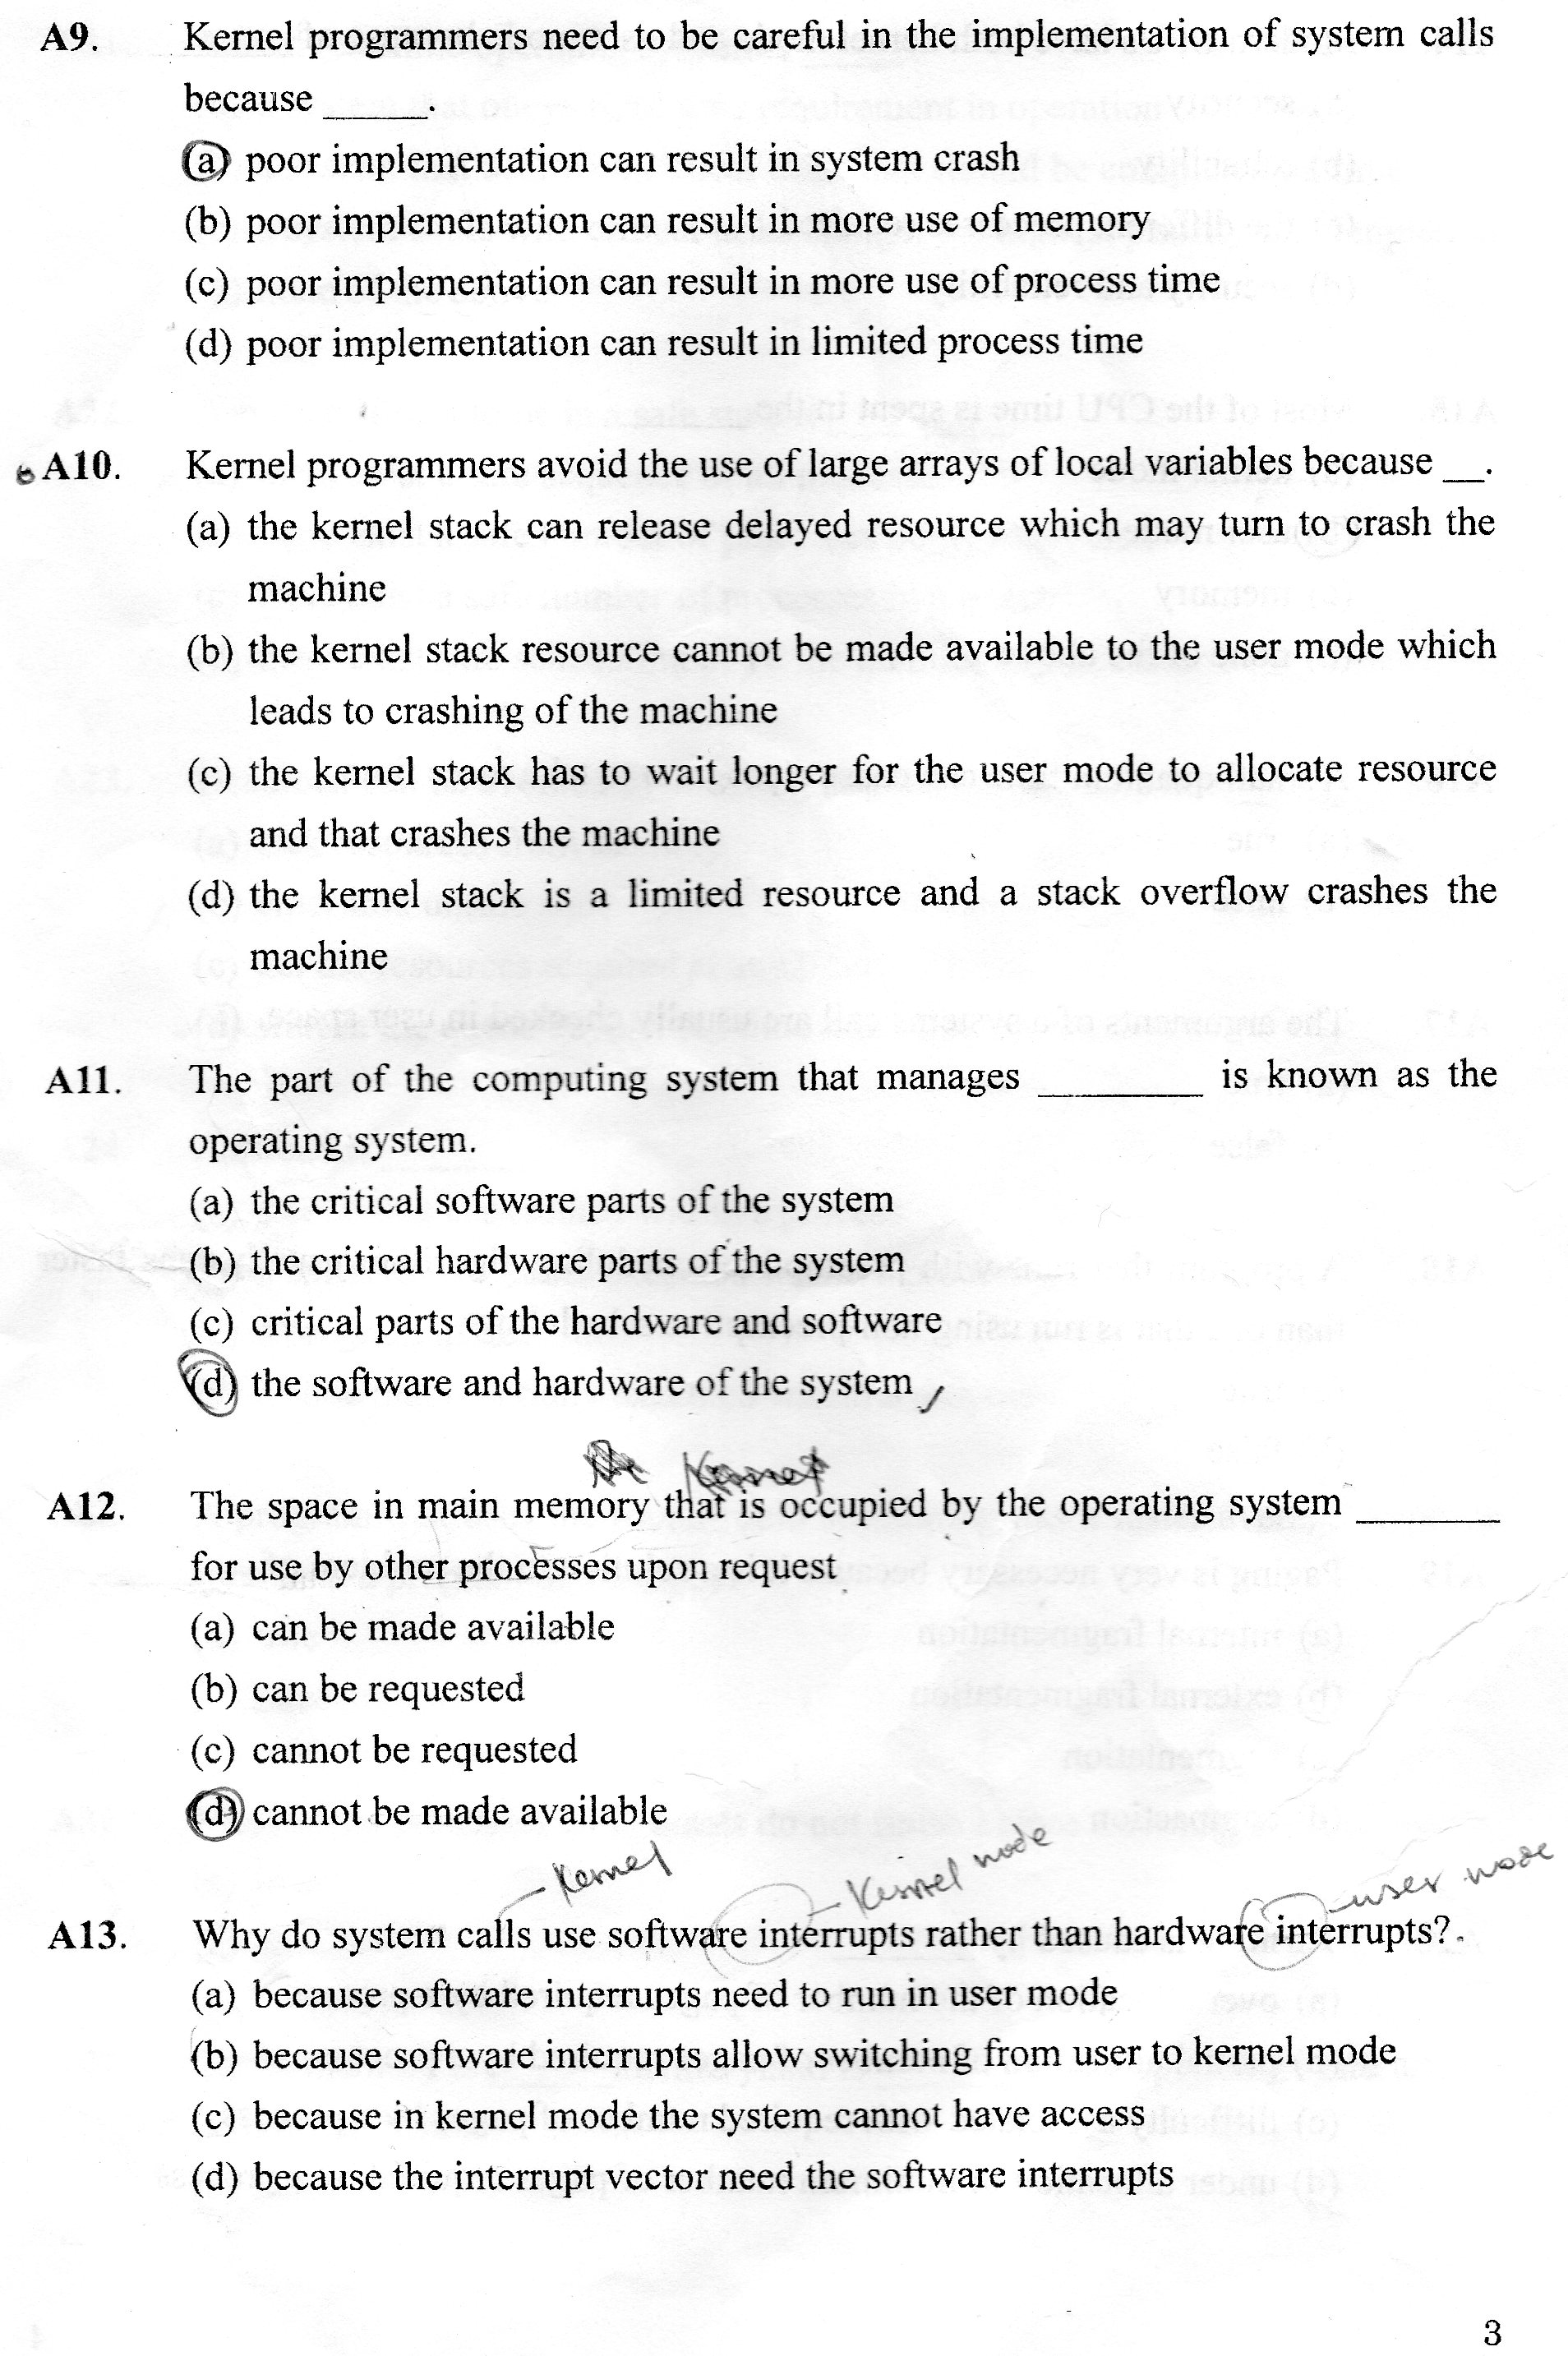 A9. Kernel programmers need to be careful in the implementation of system calls
because ______.
(a) poor implementation can result in system crash
(b) poor implementation can result in more use of memory
(c) poor implementation can result in more use of process time
(d) poor implementation can result in limited process time
A10. Kernel programmers avoid the use of large arrays of local variables because __.
(a) the kernel stack can release delayed resource which may turn to crash the
machine
(b) the kernel stack resource cannot be made available to the user mode which
leads to crashing of the machine
(c) the kernel stack has to wait longer for the user mode to allocate resource
and that crashes the machine
(d) the kernel stack is a limited resource and a stack overflow crashes the
machine
A11. The part of the computing system that manages ________ is known as the
operating system.
(a) the critical software parts of the system
(b) the critical hardware parts of the system
(c) critical parts of the hardware and software
(d) the software and hardware of the system
Kernel
A12. The space in main memory that is occupied by the operating system _______
for use by other processes upon request
(a) can be made available
(b) can be requested
(c) cannot be requested
(d) cannot be made available
- Kernel - Kernel mode - user mode
A13. Why do system calls use software interrupts rather than hardware interrupts?.
(a) because software interrupts need to run in user mode
(b) because software interrupts allow switching from user to kernel mode
(c) because in kernel mode the system cannot have access
(d) because the interrupt vector need the software interrupts
3